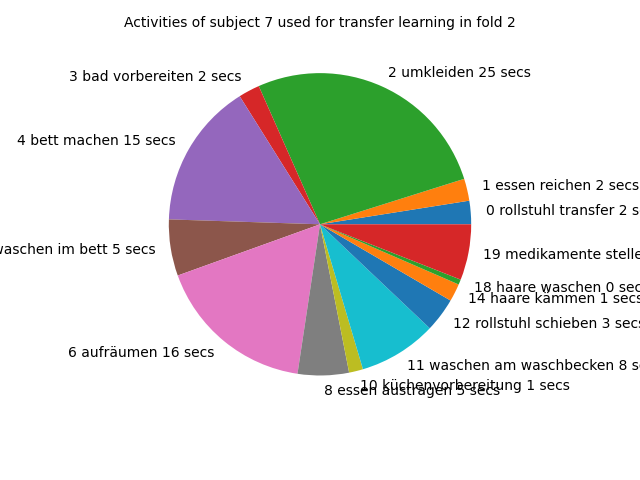 Activities of subject 7 used for transfer learning in fold 2
2 umkleiden 25 secs
3 bad vorbereiten 2 secs
4 bett machen 15 secs
1 essen reichen 2 secs
0 rollstuhl transfer 2 s
waschen im bett 5 secs
19 medikamente stelle
18 haare waschen 0 sec
14 haare kämmen 1 secs
12 rollstuhl schieben 3 secs
6 aufräumen 16 secs
11 waschen am waschbecken 8 s
10 küchenvorbereitung 1 secs
8 essen austragen 5 secs